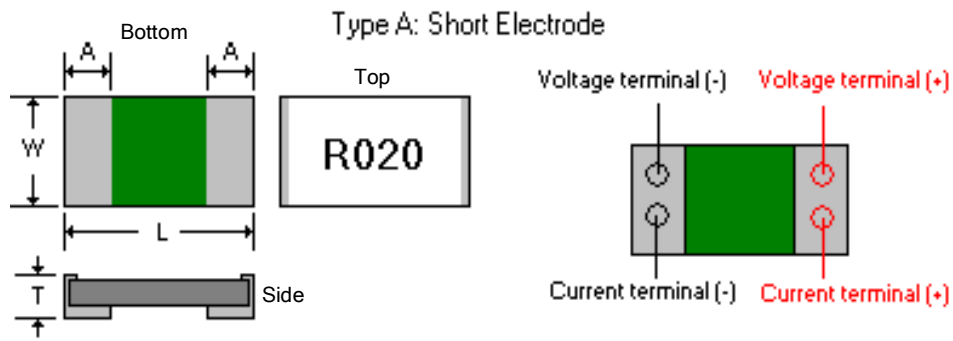 Type A: Short Electrode
Bottom
A
A
Top
Voltage terminal (-)
Voltage terminal (+)
W
R020
L
T
Side
Current terminal (-)
Current terminal (+)